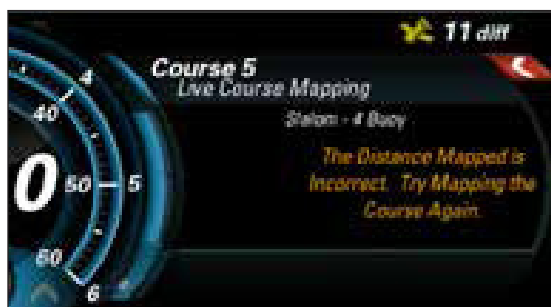 11 diff
Course 5
Live Course Mapping
Slalom - 4 Buoy
The Distance Mapped is
Incorrect. Try Mapping the
Course Again.
4
40
0
50
5
60
6